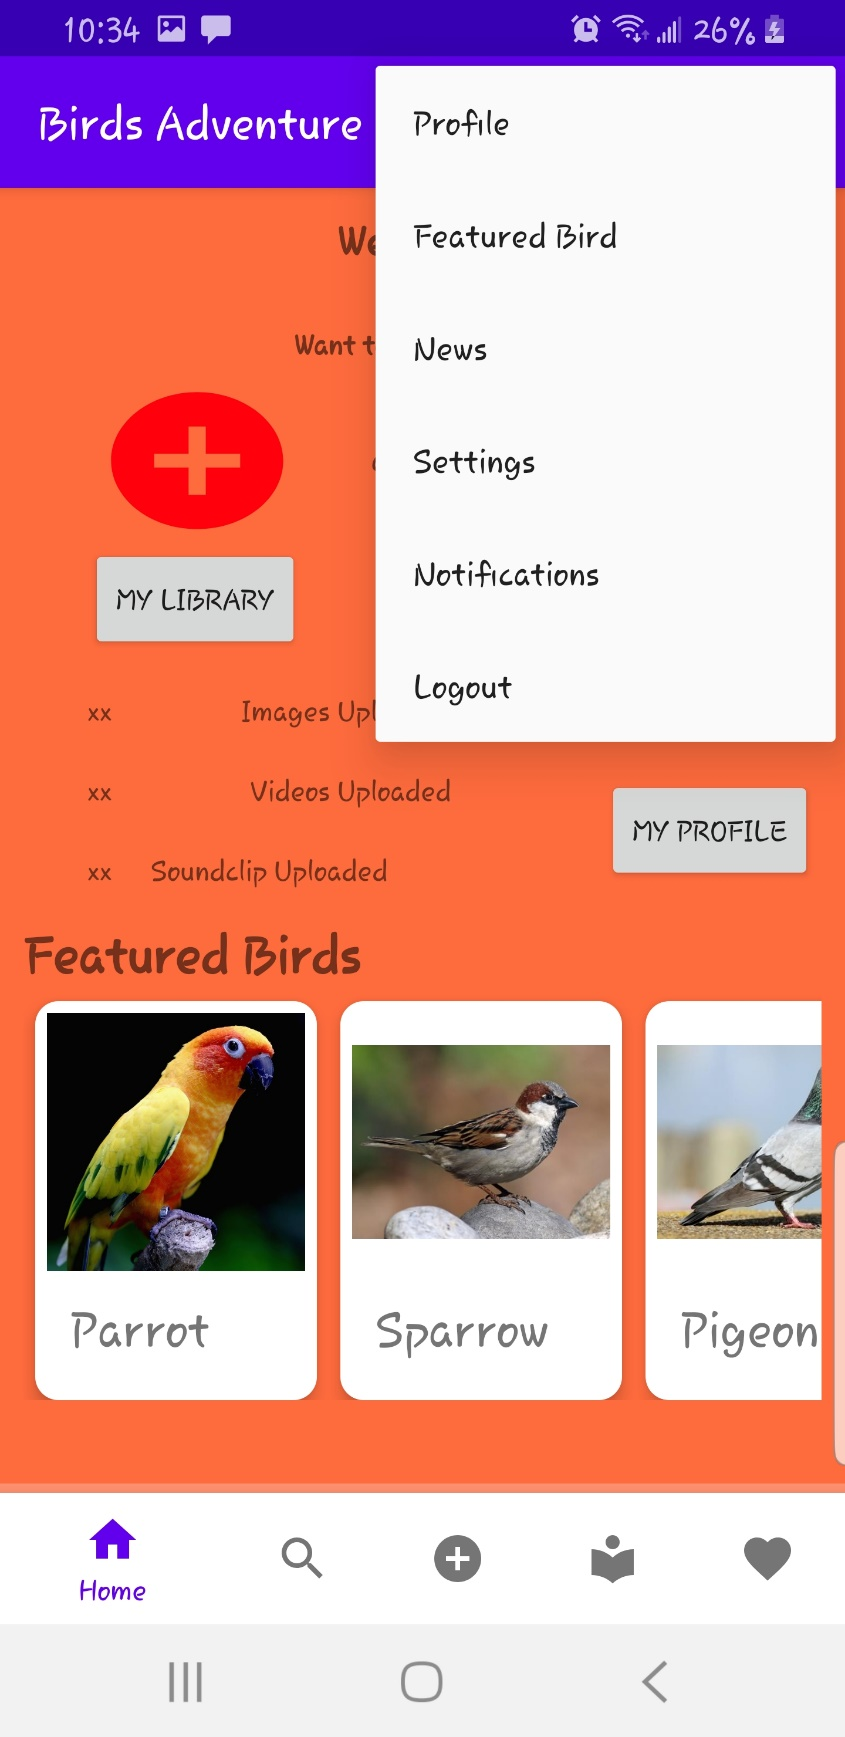 10:34 26%
Birds Adventure
Profile
Featured Bird
News
Settings
Notifications
Logout
MY LIBRARY
xx Images
xx Videos Uploaded
MY PROFILE
xx Soundclip Uploaded
Featured Birds
Parrot Sparrow Pigeon
Home